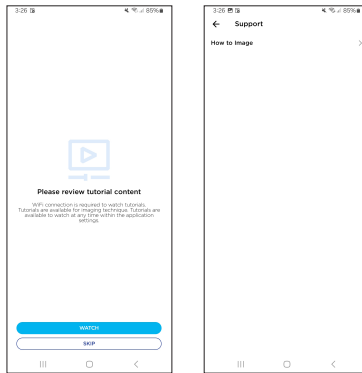 3:26 85%
Please review tutorial content
WiFi connection is required to watch tutorials.
Tutorials are available for imaging technique. Tutorials are
available to watch at any time within the application
settings.
WATCH
SKIP
3:26 85%
Support
How to Image